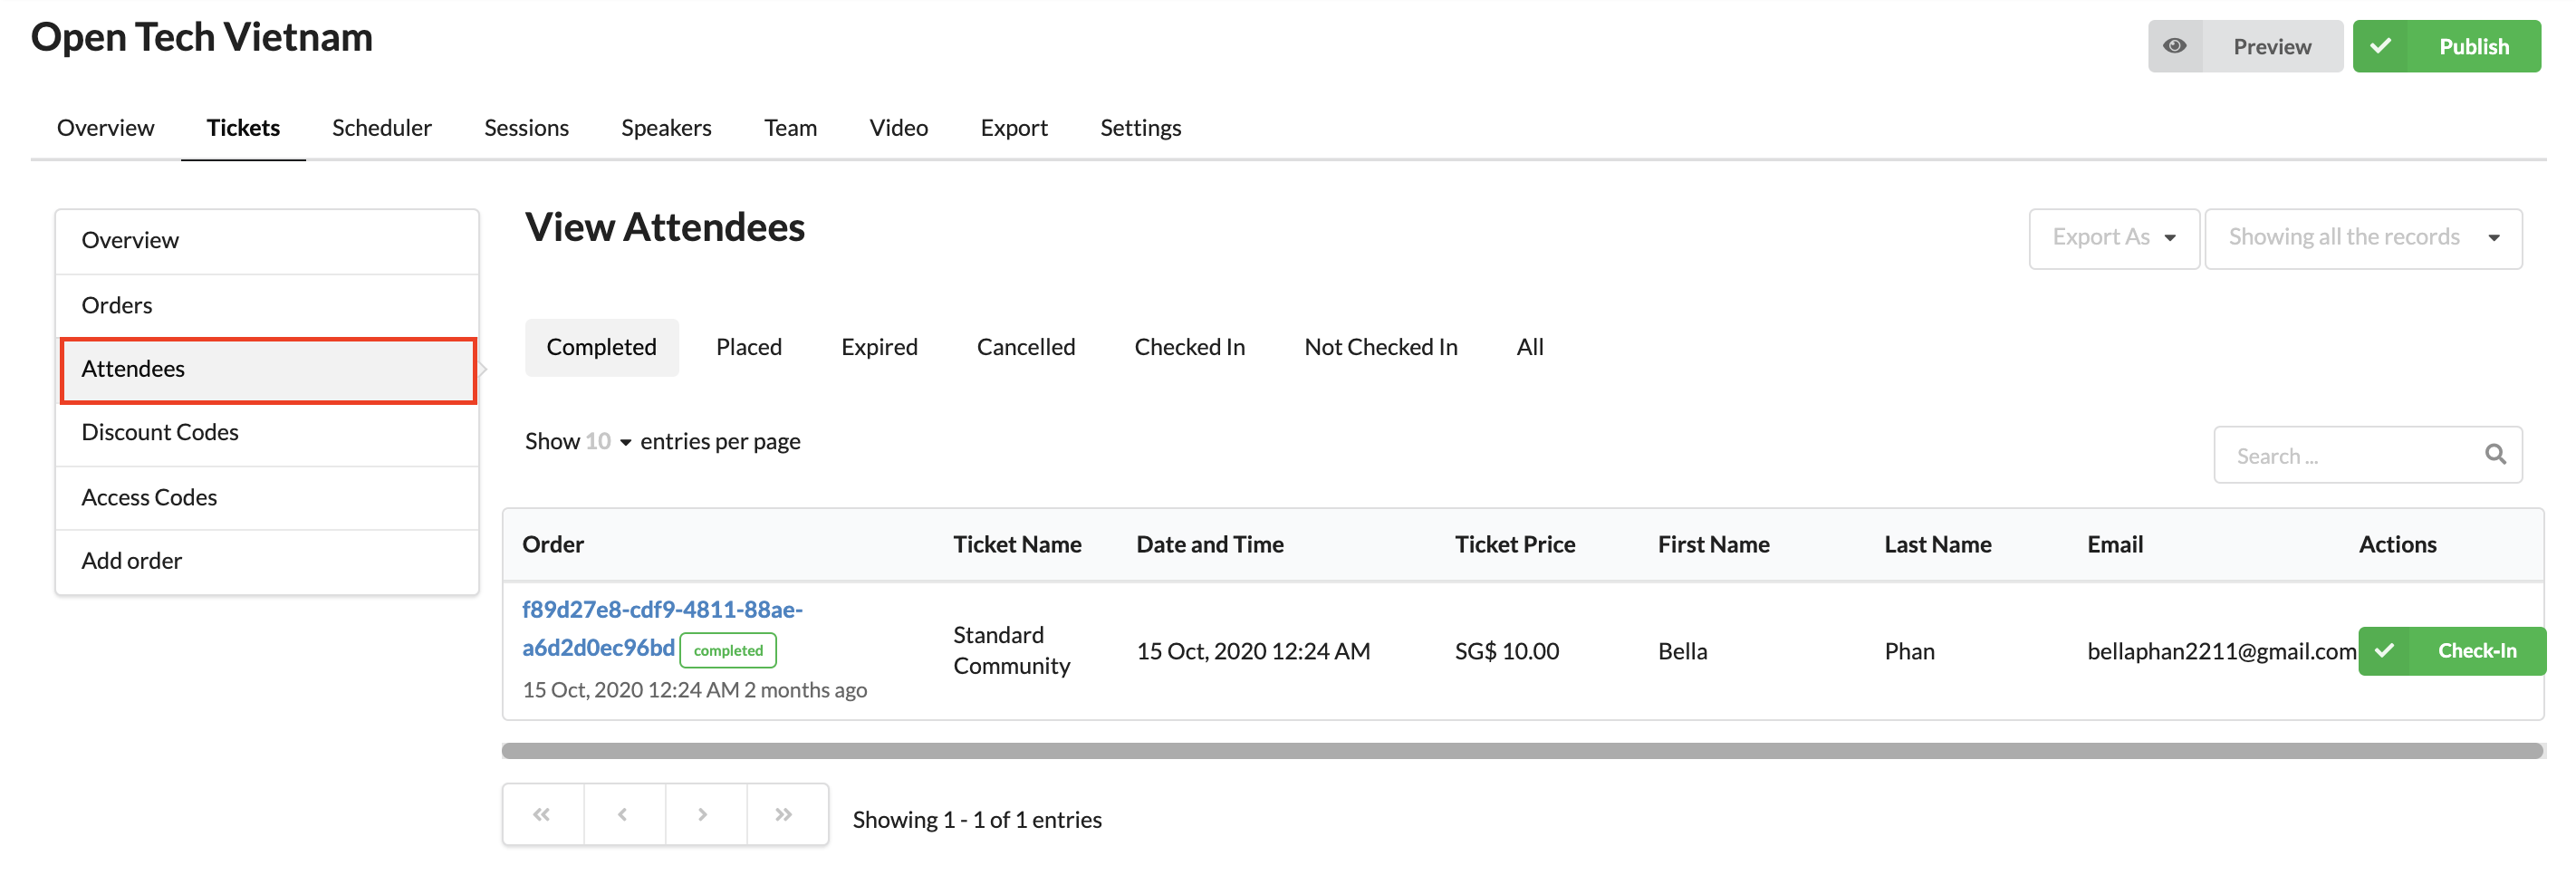 Open Tech Vietnam
Preview
Publish
Overview
Tickets
Scheduler
Sessions
Speakers
Team
Video
Export
Settings
Overview
Orders
Attendees
Discount Codes
Access Codes
Add order
View Attendees
Export As
Showing all the records
Completed
Placed
Expired
Cancelled
Checked In
Not Checked In
All
Show 10 entries per page
Search ...
Order
Ticket Name
Date and Time
Ticket Price
First Name
Last Name
Email
Actions
f89d27e8-cdf9-4811-88ae-
a6d2d0ec96bd completed
15 Oct, 2020 12:24 AM 2 months ago
Standard
Community
15 Oct, 2020 12:24 AM
SG$ 10.00
Bella
Phan
bellaphan2211@gmail.com
Check-In
« ‹ › »
Showing 1 - 1 of 1 entries